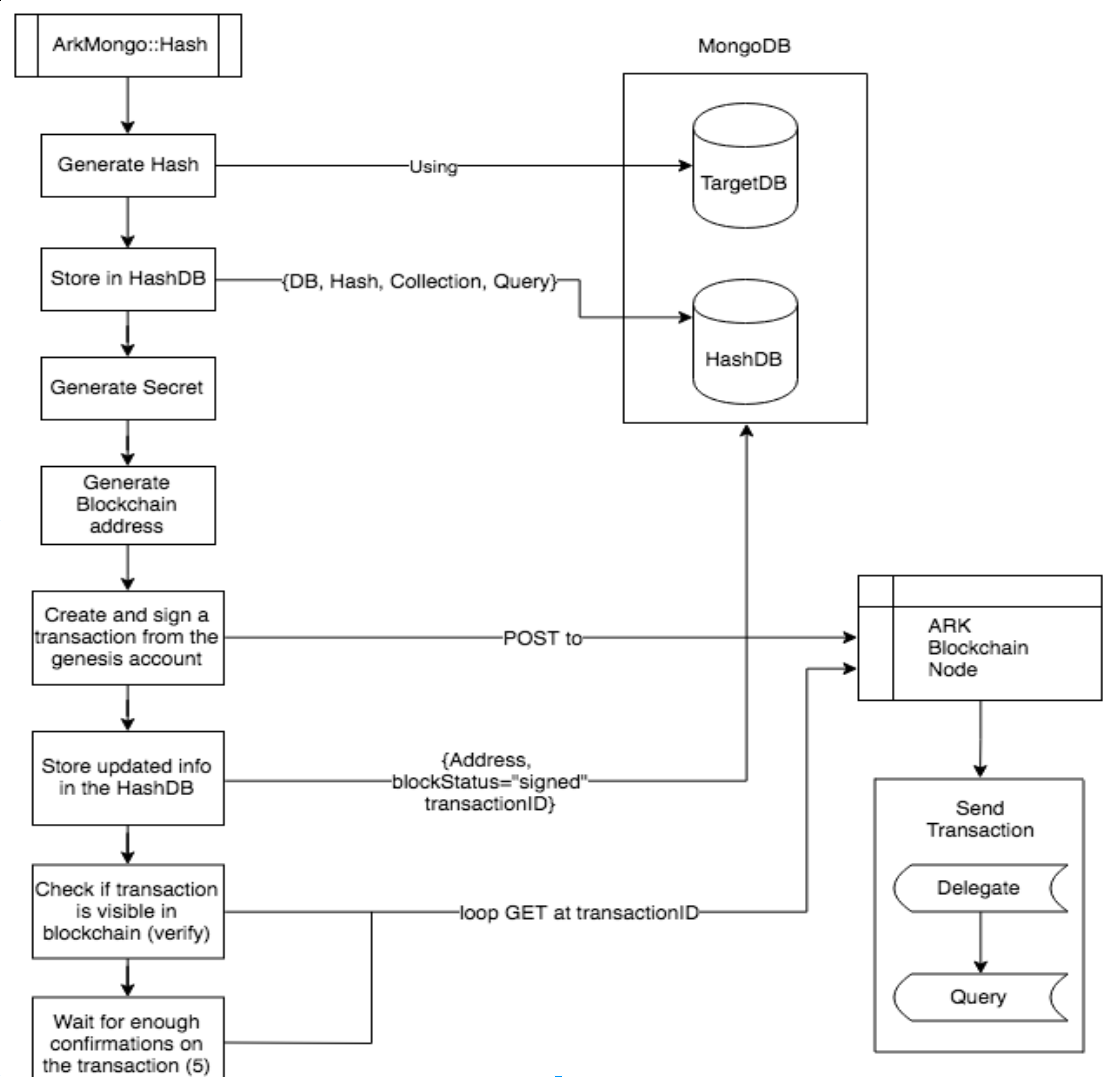 ArkMongo::Hash
MongoDB
Generate Hash
Using
TargetDB
Store in HashDB
{DB, Hash, Collection, Query}
HashDB
Generate Secret
Generate
Blockchain
address
Create and sign a
transaction from the
genesis account
POST to
ARK
Blockchain
Node
Store updated info
in the HashDB
{Address,
blockStatus="signed"
transactionID}
Send
Transaction
Delegate
Query
Check if transaction
is visible in
blockchain (verify)
loop GET at transactionID
Wait for enough
confirmations on
the transaction (5)